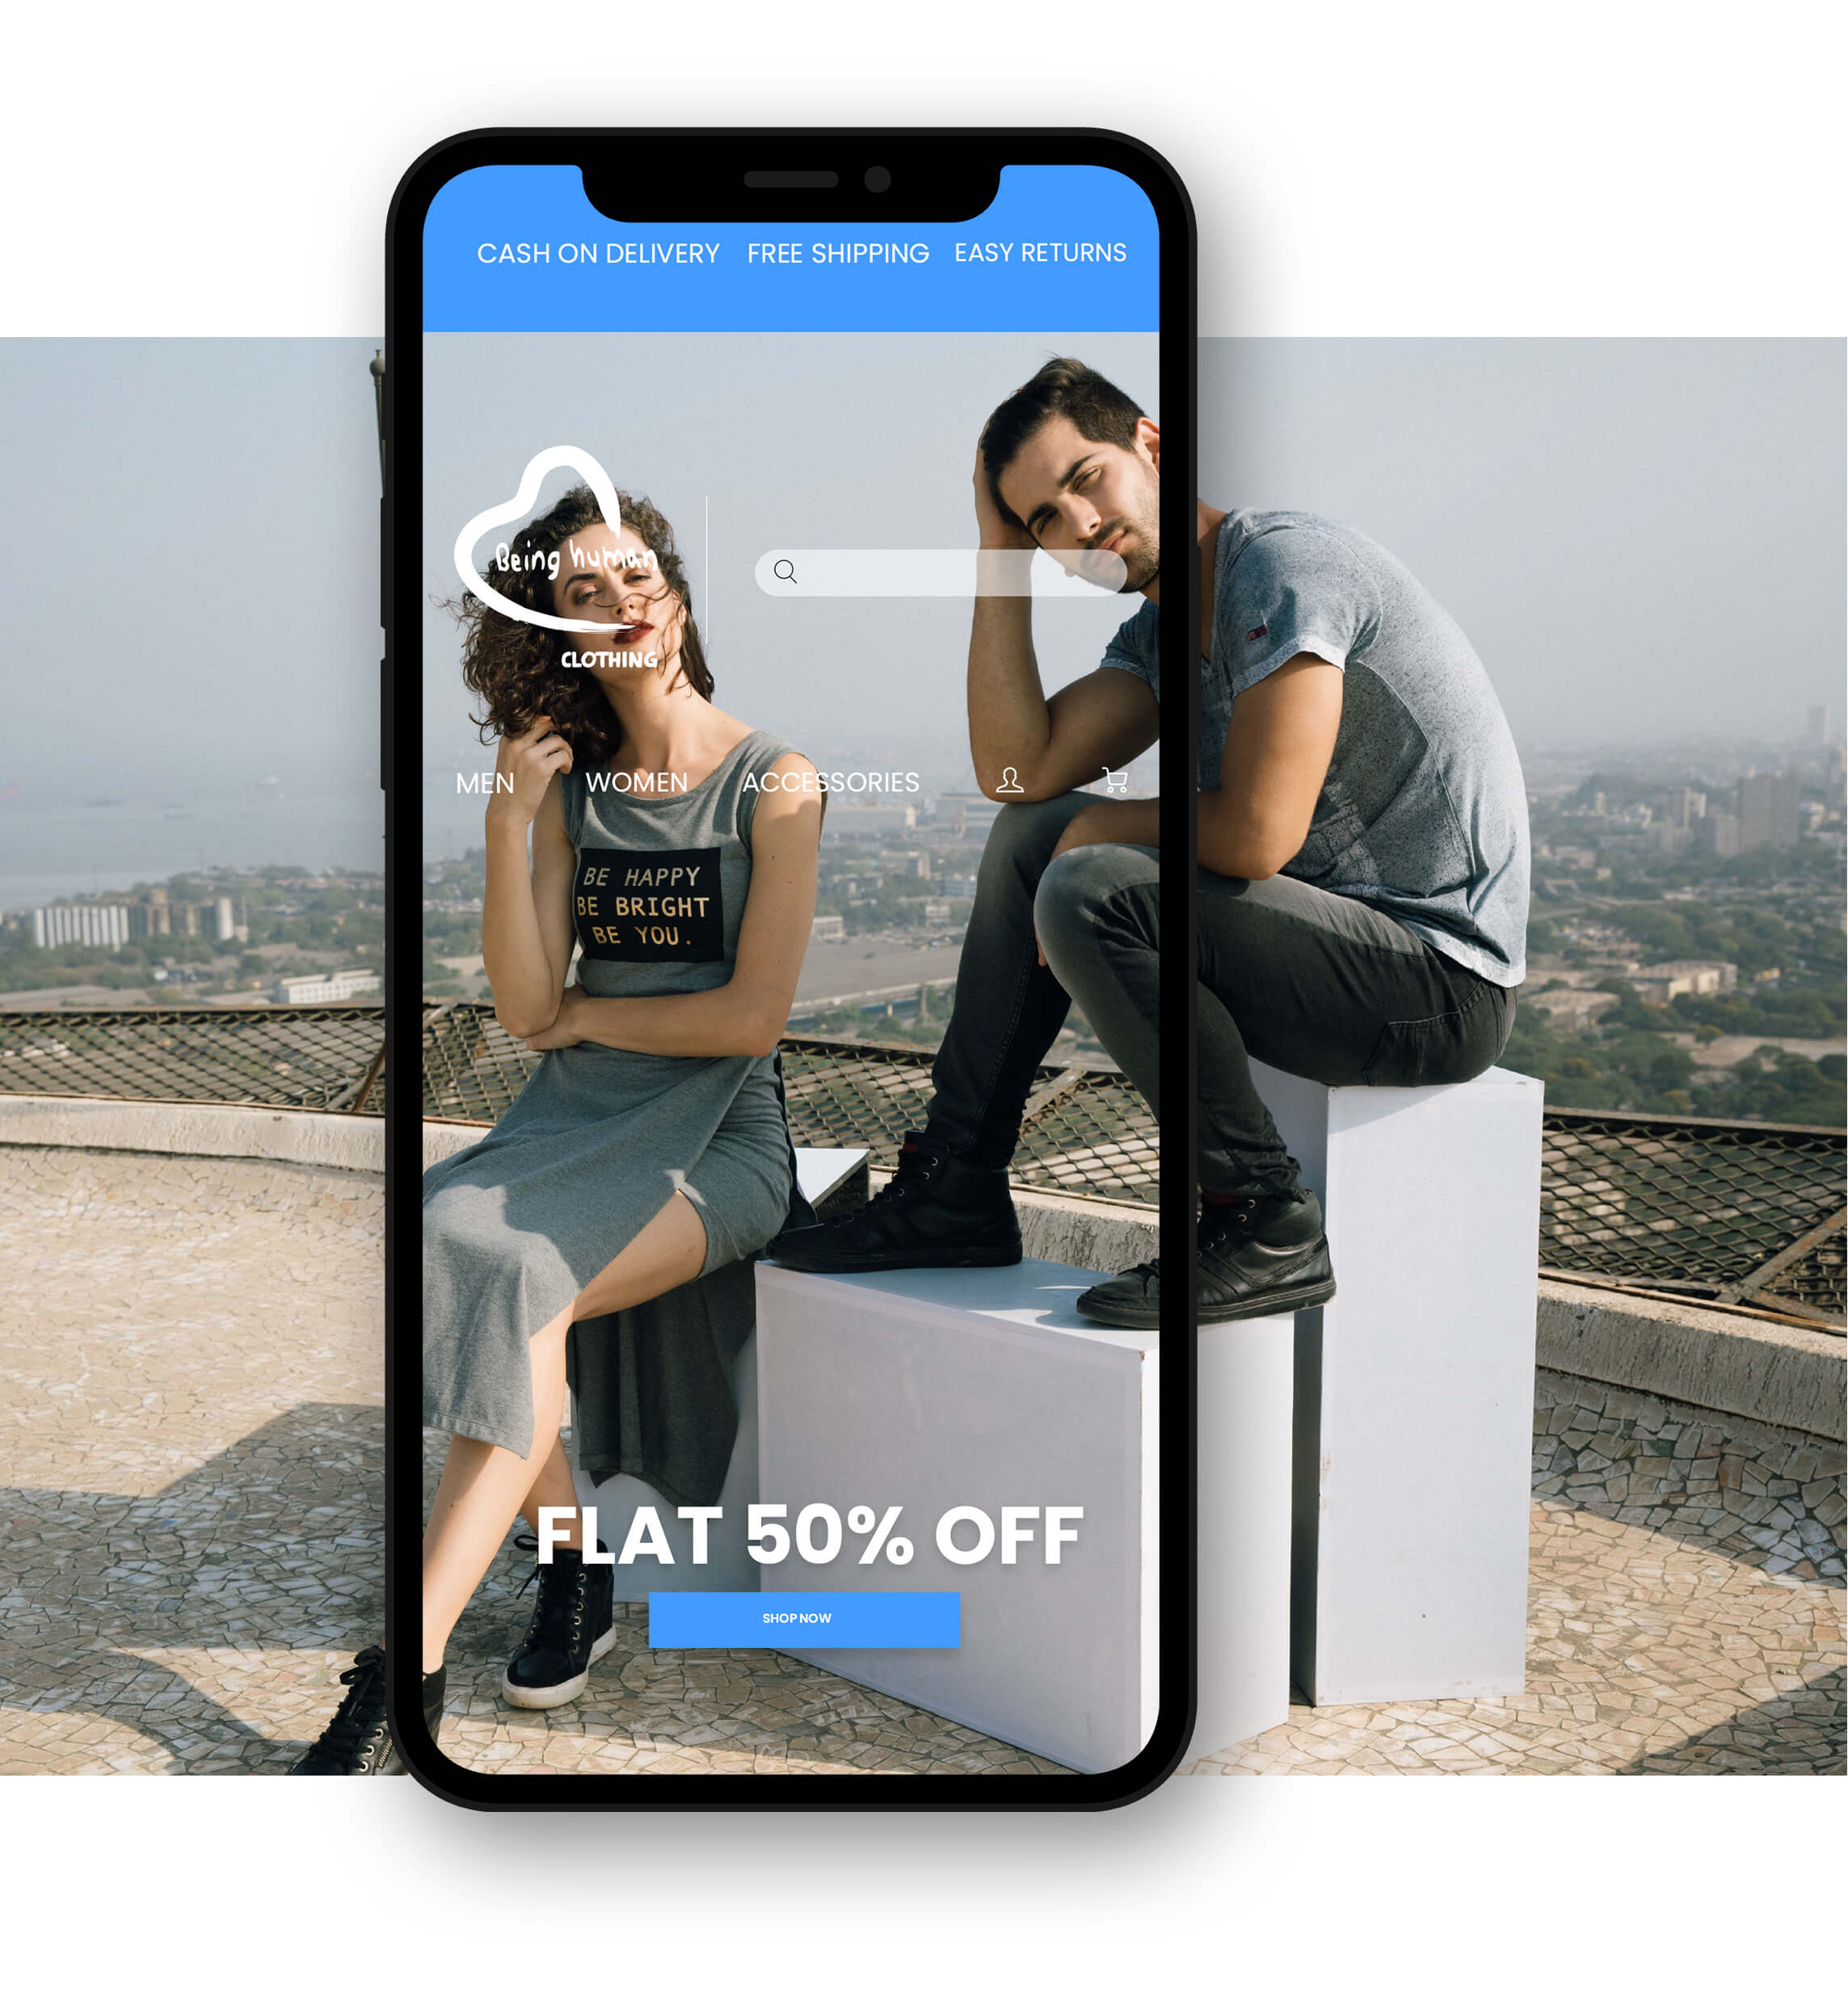 CASH ON DELIVERY FREE SHIPPING EASY RETURNS
Being human
CLOTHING
MEN WOMEN ACCESSORIES
BE HAPPY
BE BRIGHT
BE YOU.
FLAT 50% OFF
SHOP NOW